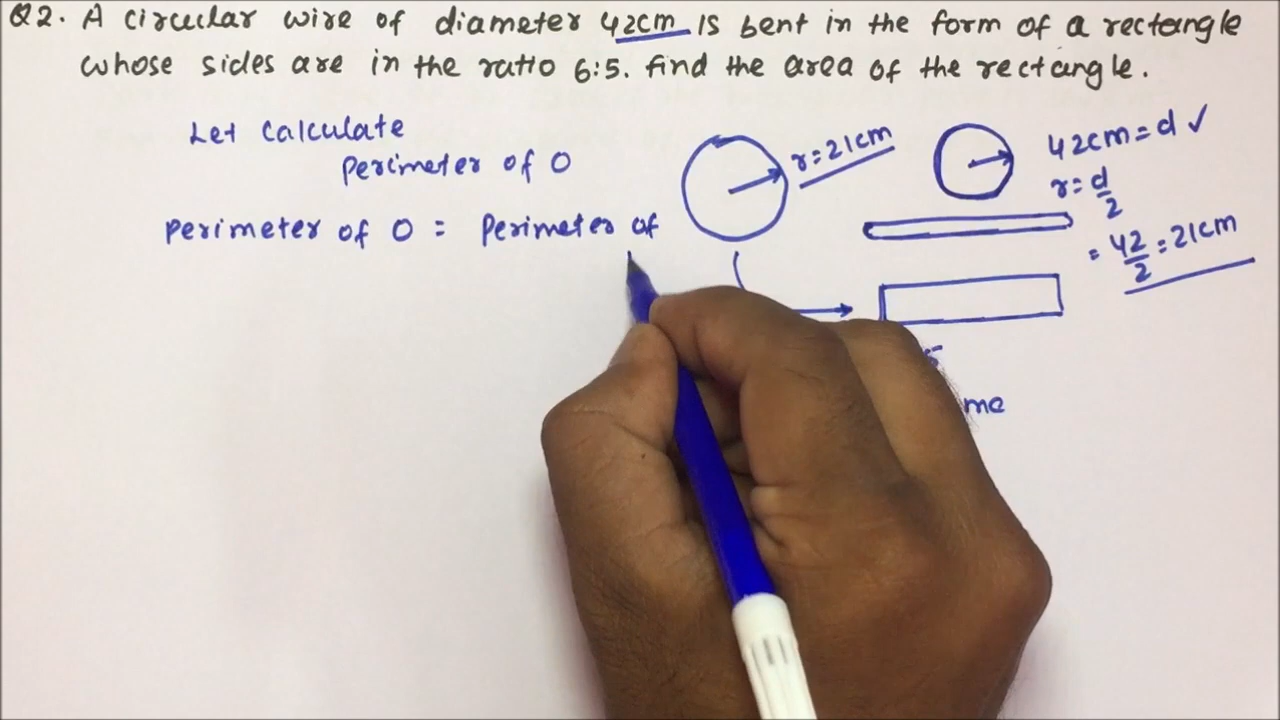 Q2. A circular wire of diameter 42cm is bent in the form of a rectangle
whose sides are in the ratio 6:5. find the area of the rectangle.
Let calculate
perimeter of O
perimeter of O = Perimeter of
r=21cm
42cm=d ✓
r=d/2
=42/2=21cm
5
me